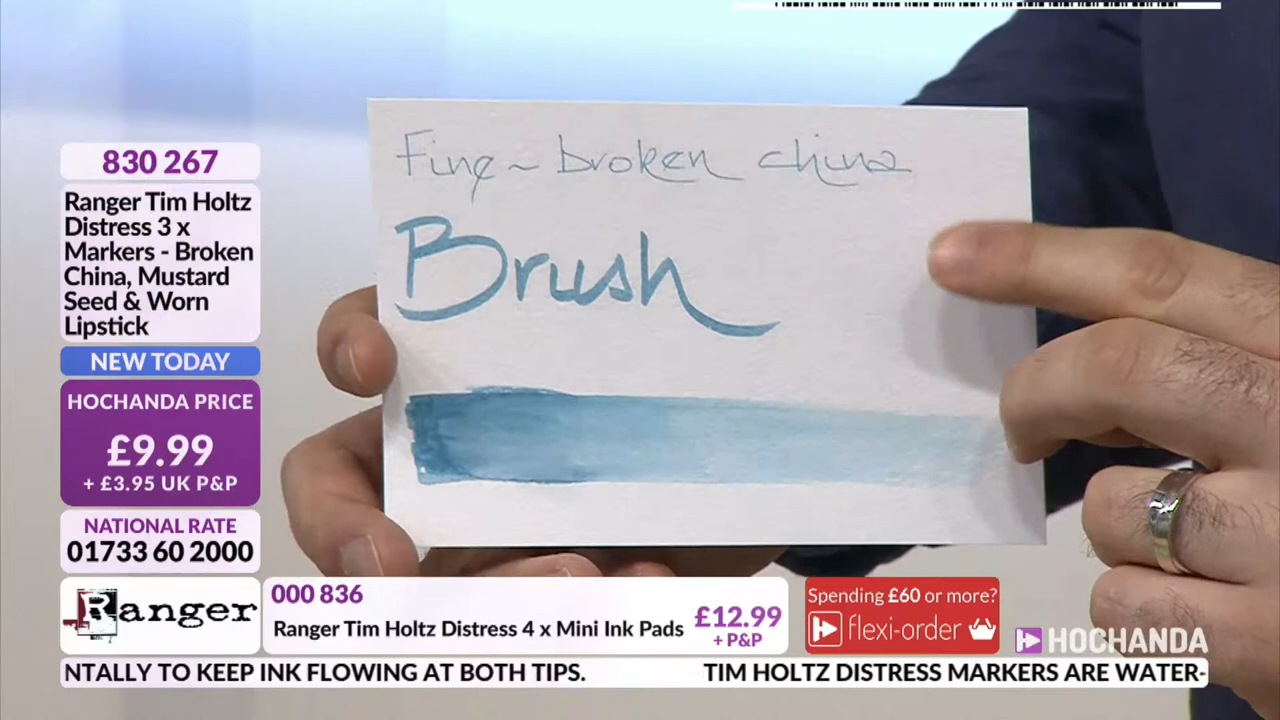 Fine ~ broken china
Brush
830 267
Ranger Tim Holtz
Distress 3 x
Markers - Broken
China, Mustard
Seed & Worn
Lipstick
NEW TODAY
HOCHANDA PRICE
£9.99
+ £3.95 UK P&P
NATIONAL RATE
01733 60 2000
Ranger
000 836
Ranger Tim Holtz Distress 4 x Mini Ink Pads
£12.99
+ P&P
Spending £60 or more?
flexi-order
HOCHANDA
NTALLY TO KEEP INK FLOWING AT BOTH TIPS. TIM HOLTZ DISTRESS MARKERS ARE WATER-